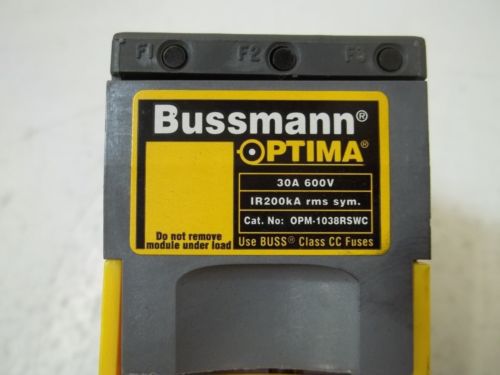 F1 F2 F3
Bussmann®
OPTIMA®
30A 600V
IR200kA rms sym.
Cat. No: OPM-1038RSWC
Do not remove
module under load
Use BUSS® Class CC Fuses